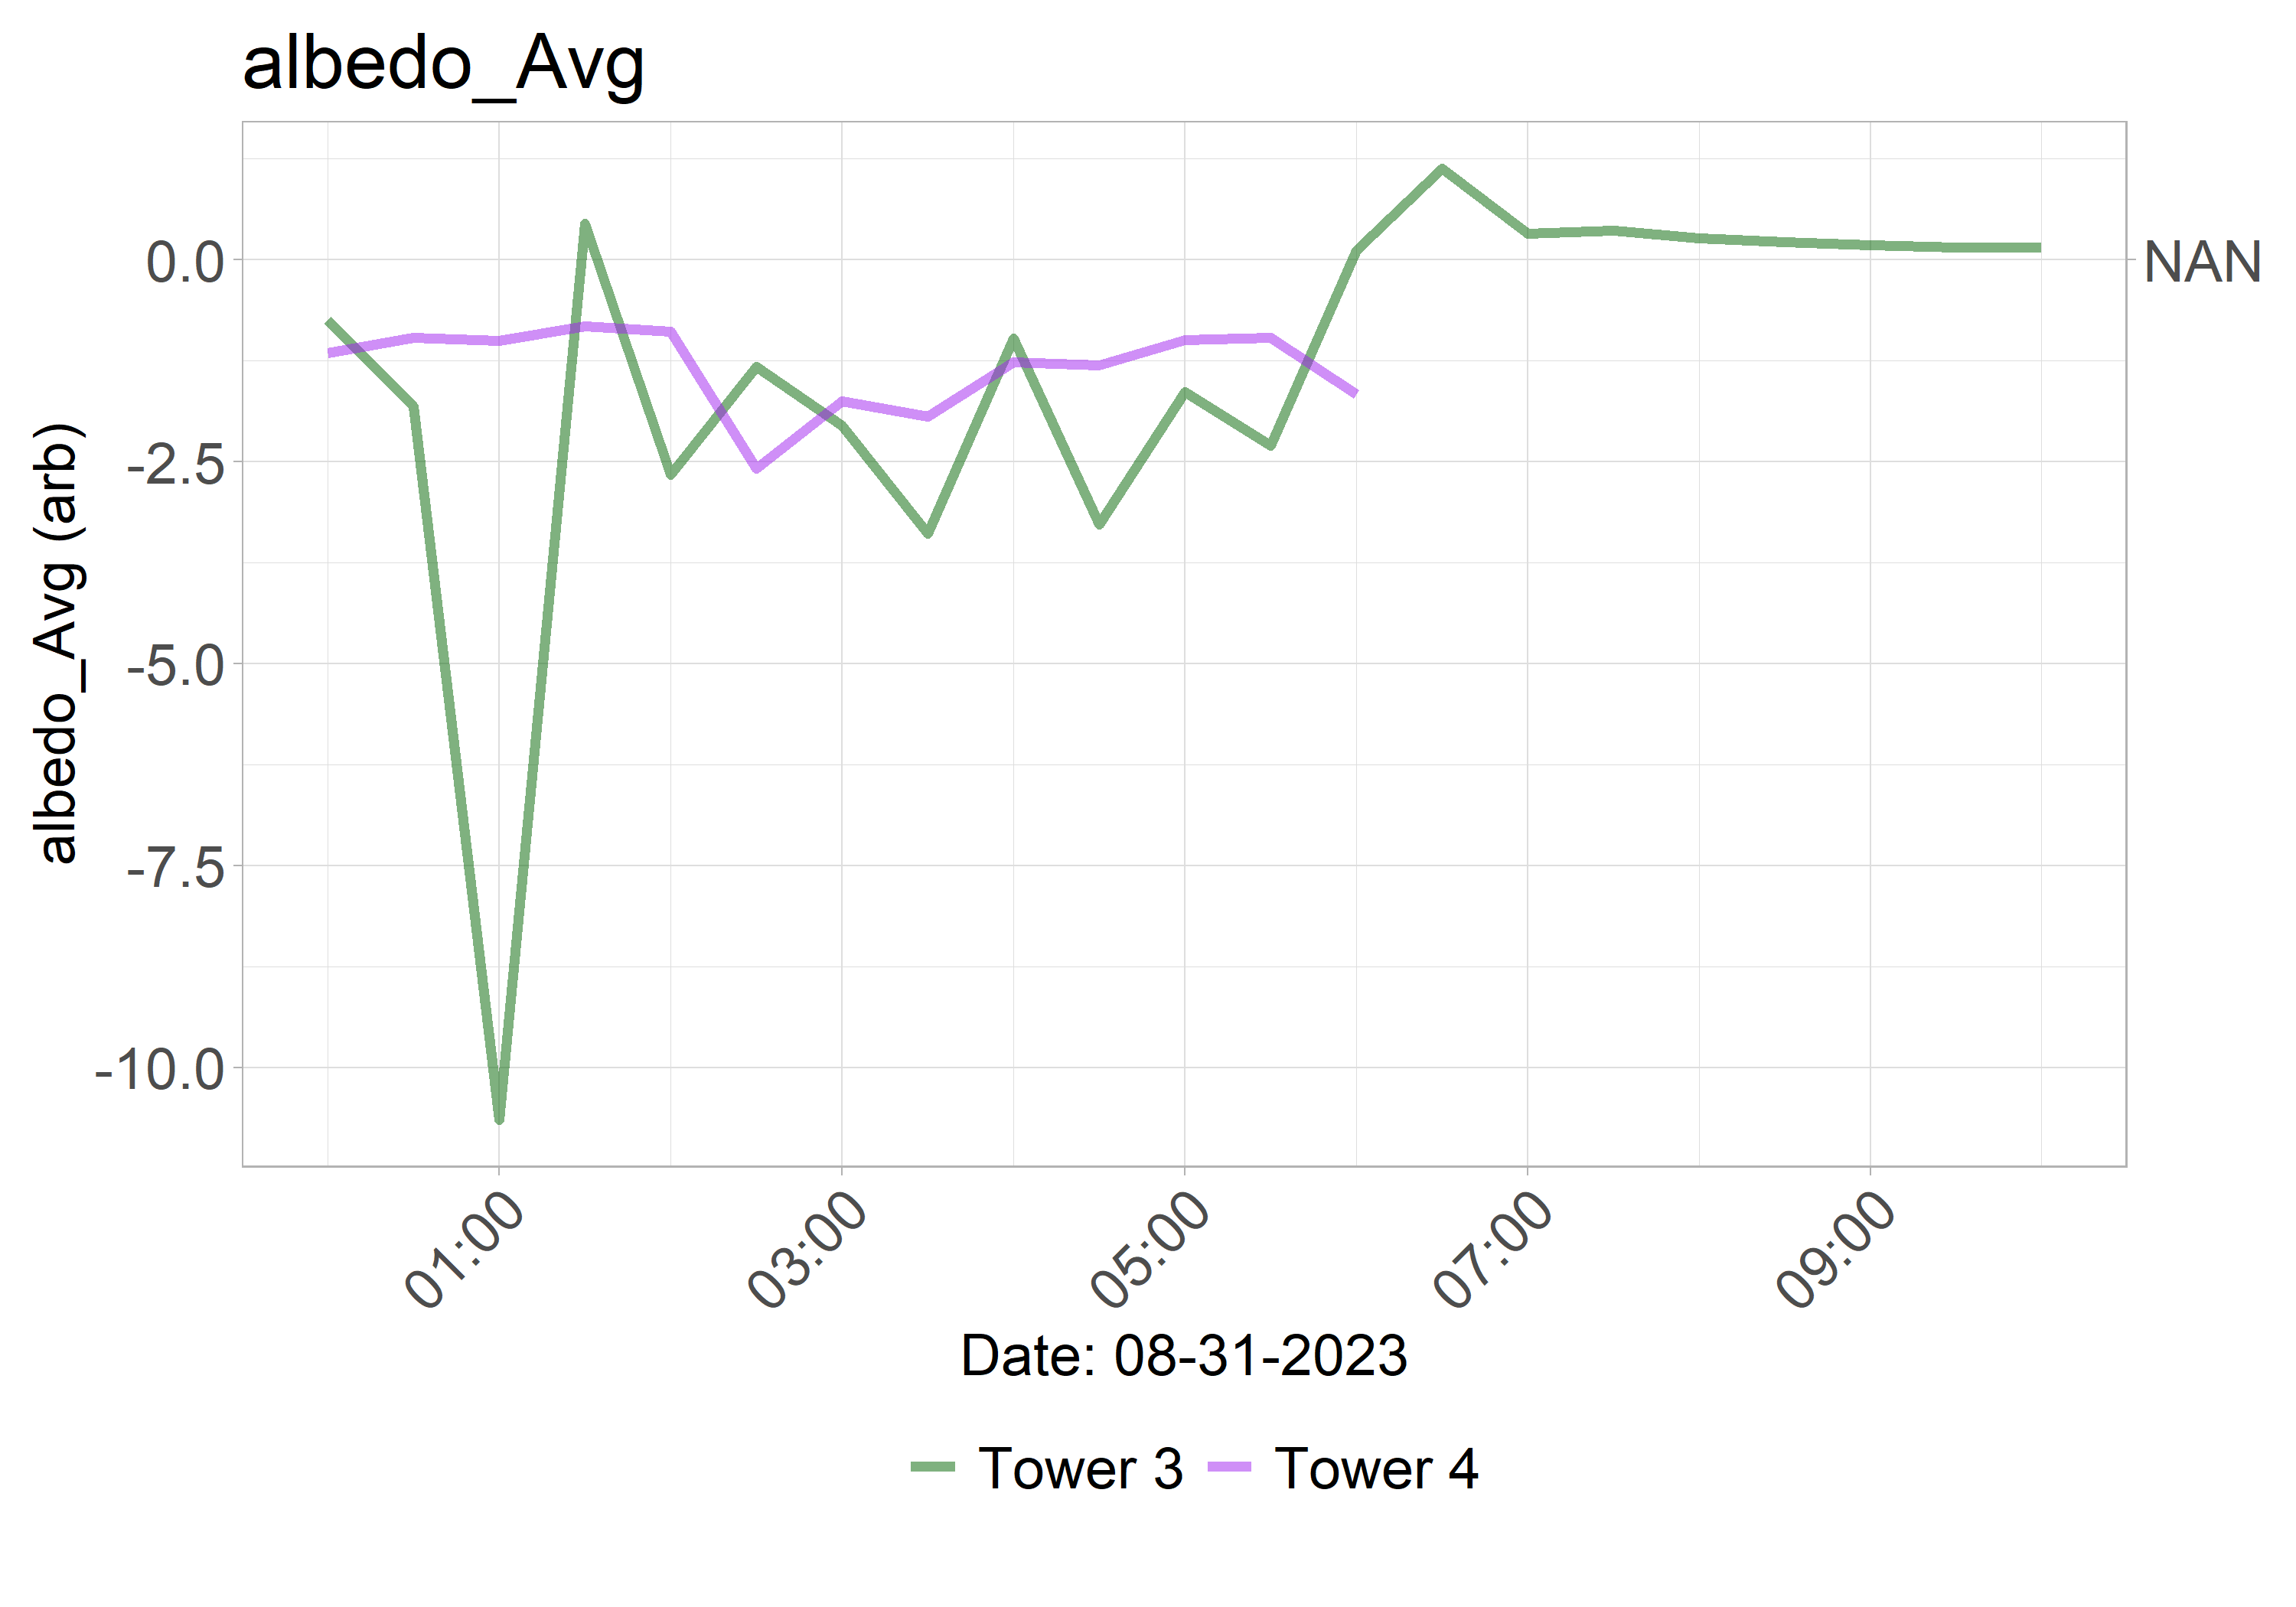 albedo_Avg
albedo_Avg (arb)
0.0
-2.5
-5.0
-7.5
-10.0
NAN
01:00
03:00
05:00
07:00
09:00
Date: 08-31-2023
Tower 3
Tower 4